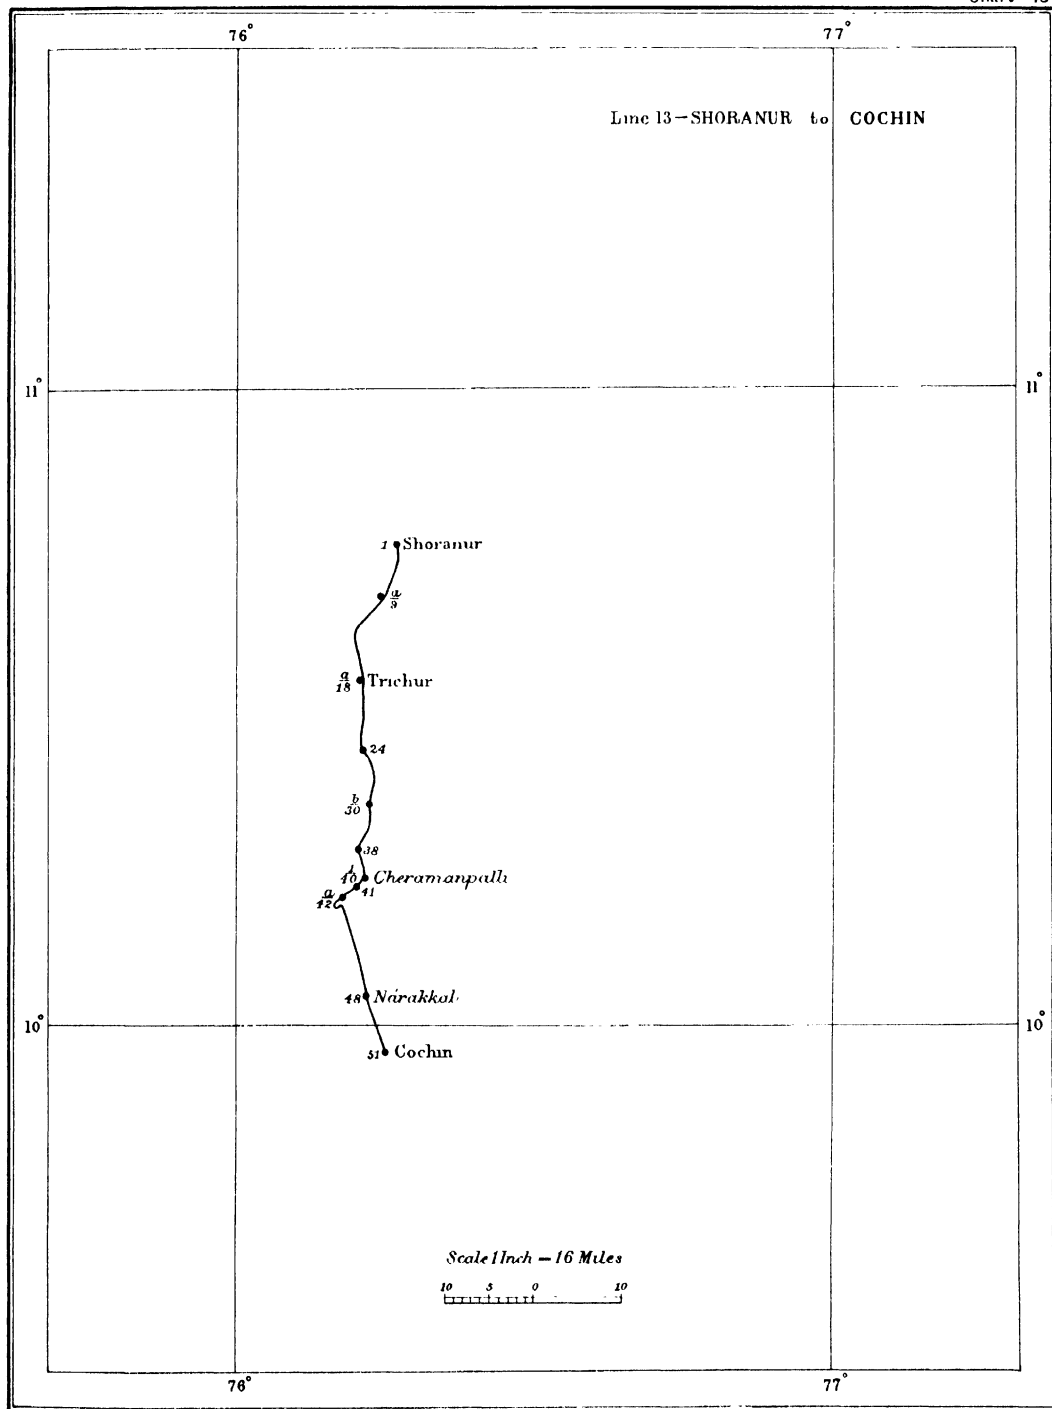 76° 77°
Line 13-SHORANUR to COCHIN
11° 11°
1 Shoranur
a/9
a/18 Trichur
24
b/30
38
40 Cheramanpalli
41
a/42
48 Nárakkal
10° 10°
51 Cochin
Scale 1 Inch = 16 Miles
10 5 0 10
76° 77°